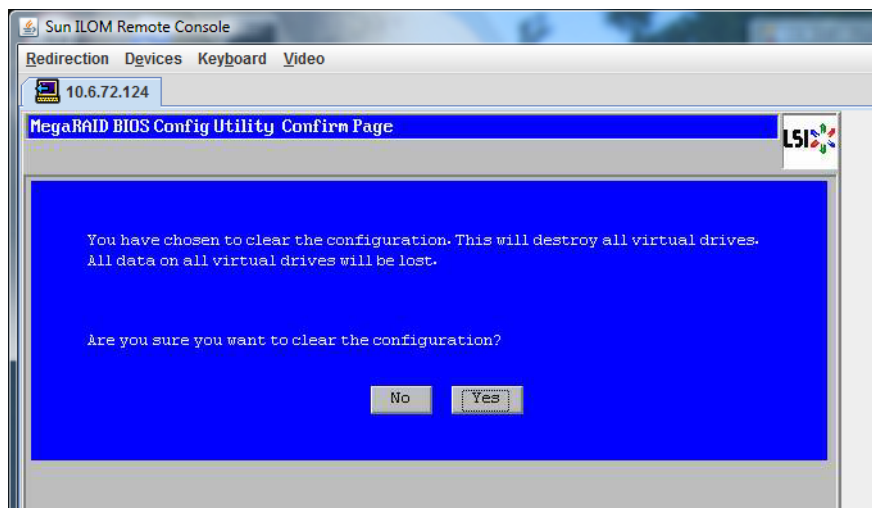 Sun ILOM Remote Console
Redirection Devices Keyboard Video
10.6.72.124
MegaRAID BIOS Config Utility Confirm Page
LSI
You have chosen to clear the configuration. This will destroy all virtual drives.
All data on all virtual drives will be lost.
Are you sure you want to clear the configuration?
No Yes